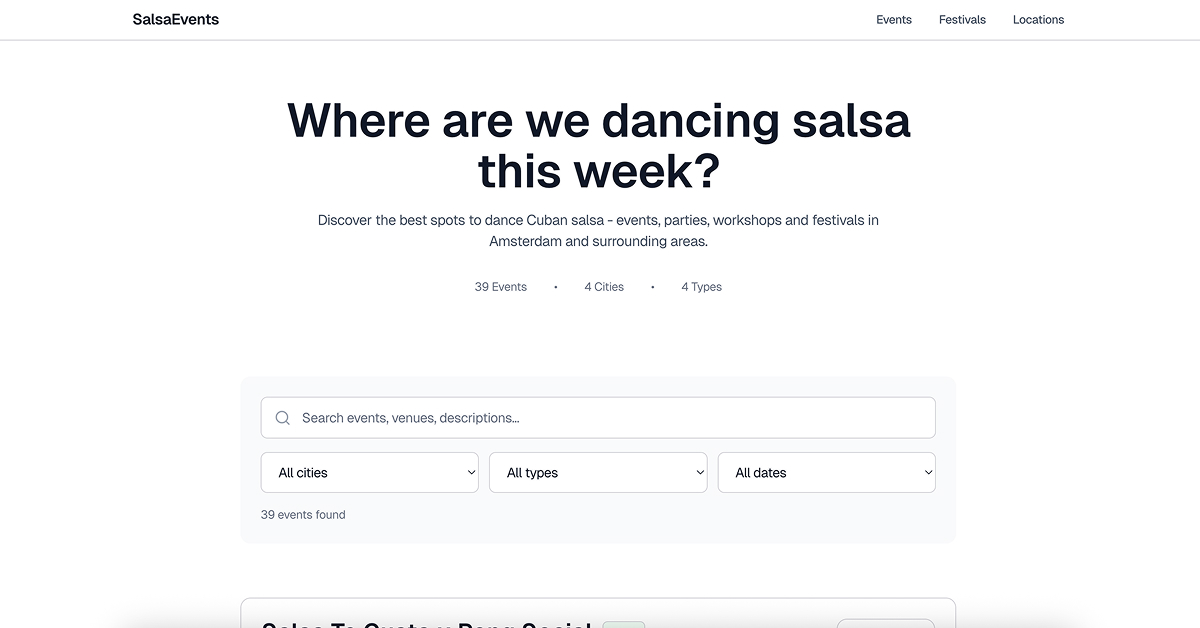 SalsaEvents
Events Festivals Locations
Where are we dancing salsa
this week?
Discover the best spots to dance Cuban salsa - events, parties, workshops and festivals in
Amsterdam and surrounding areas.
39 Events • 4 Cities • 4 Types
Search events, venues, descriptions...
All cities All types All dates
39 events found